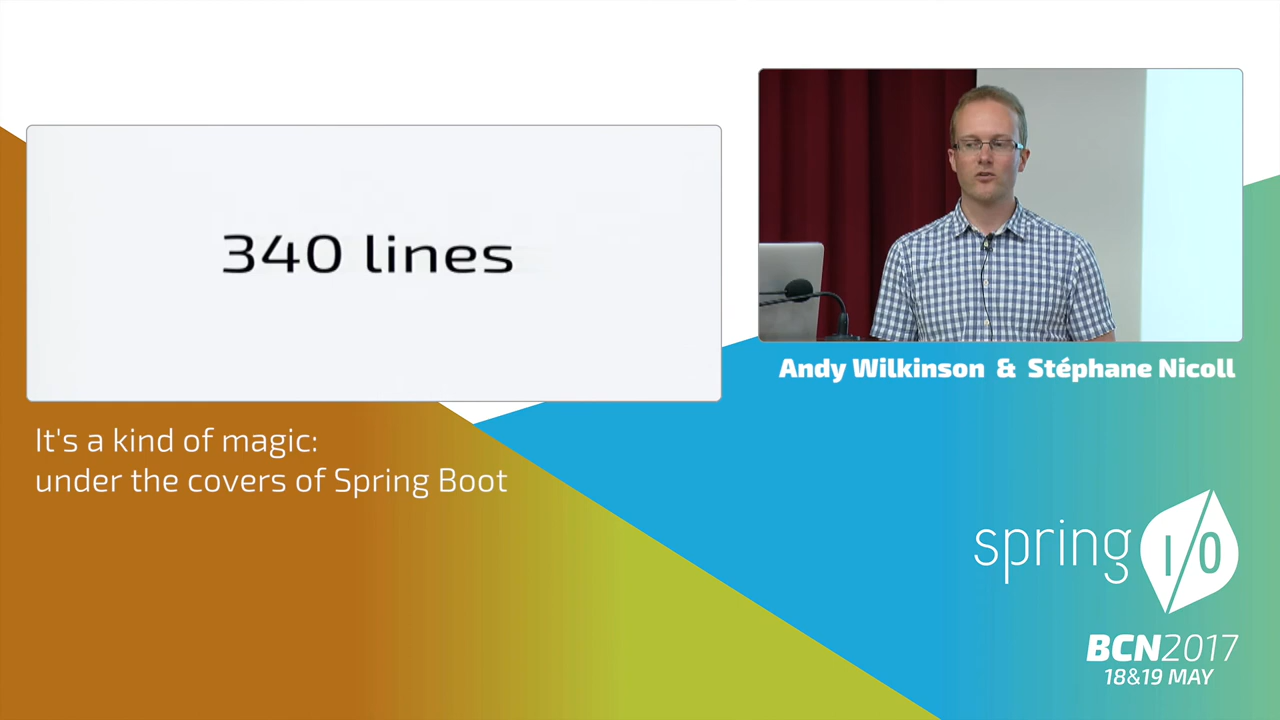 340 lines
Andy Wilkinson & Stéphane Nicoll
It's a kind of magic:
under the covers of Spring Boot
spring I/O
BCN2017
18&19 MAY